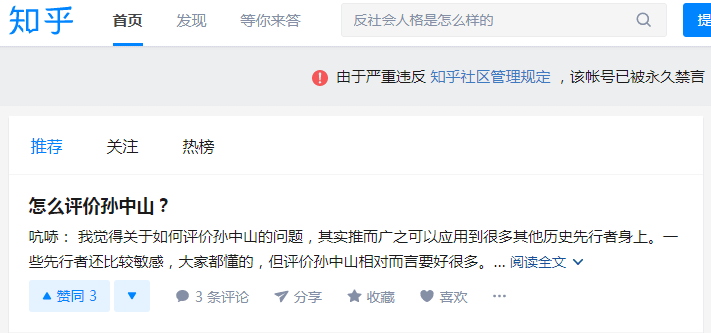 知乎 首页 发现 等你来答 反社会人格是怎么样的 提
由于严重违反 知乎社区管理规定 ，该帐号已被永久禁言
推荐 关注 热榜
怎么评价孙中山？
吭哧： 我觉得关于如何评价孙中山的问题，其实推而广之可以应用到很多其他历史先行者身上。一
些先行者还比较敏感，大家都懂的，但评价孙中山相对而言要好很多。... 阅读全文
赞同 3 3 条评论 分享 收藏 喜欢 ...